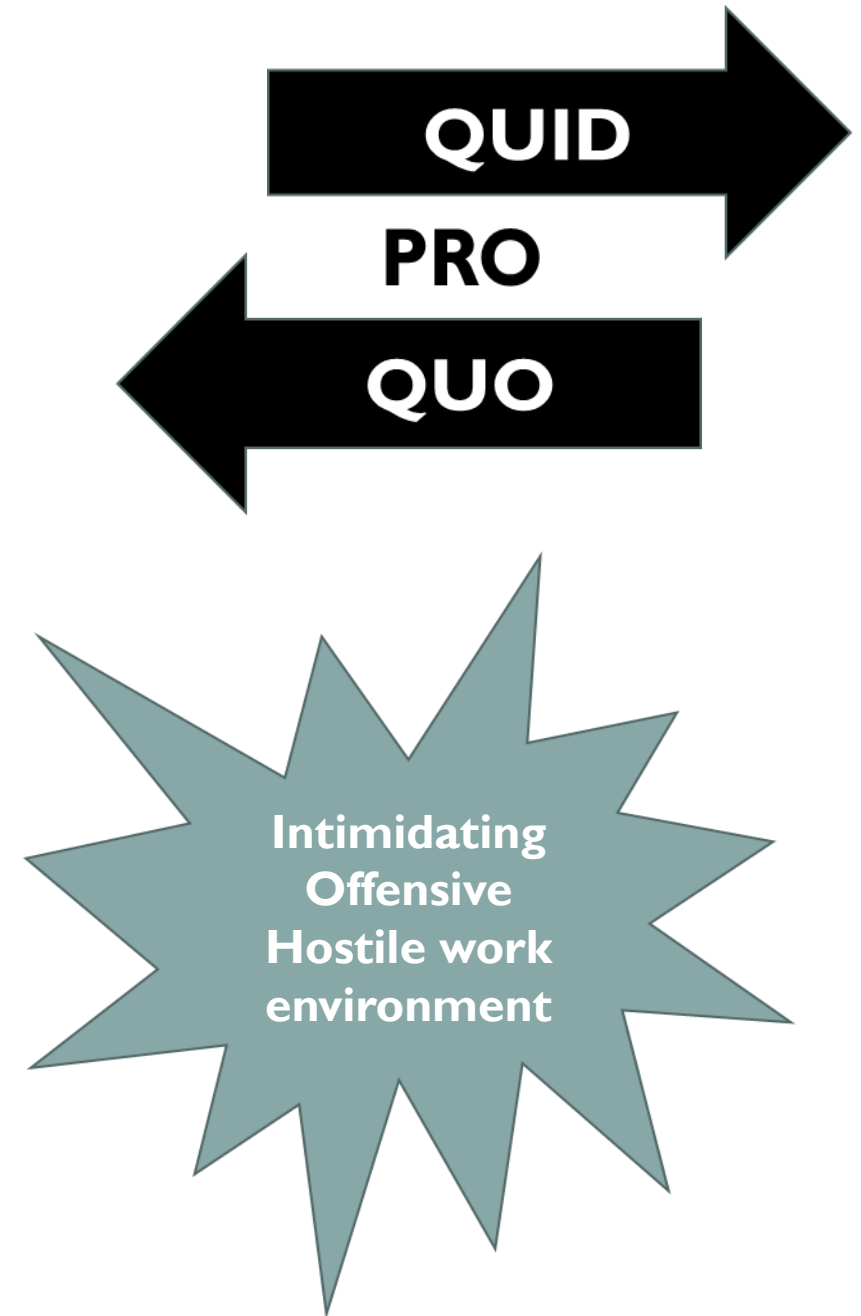 QUID
PRO
QUO
Intimidating
Offensive
Hostile work
environment